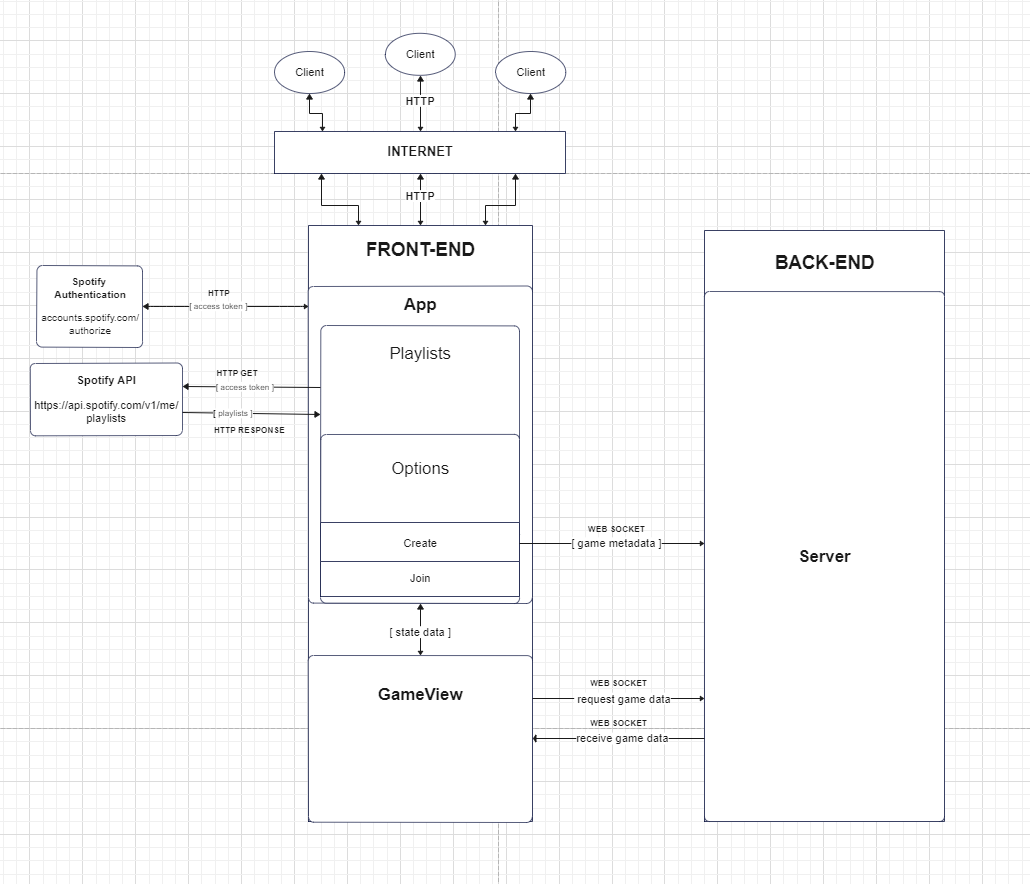 Client
Client
Client
HTTP
INTERNET
HTTP
FRONT-END
BACK-END
Spotify
Authentication
accounts.spotify.com/
authorize
HTTP
[ access token ]
App
Playlists
Spotify API
https://api.spotify.com/v1/me/
playlists
HTTP GET
[ access token ]
[ playlists ]
HTTP RESPONSE
Options
Create
WEB SOCKET
[ game metadata ]
Server
Join
[ state data ]
GameView
WEB SOCKET
request game data
WEB SOCKET
receive game data